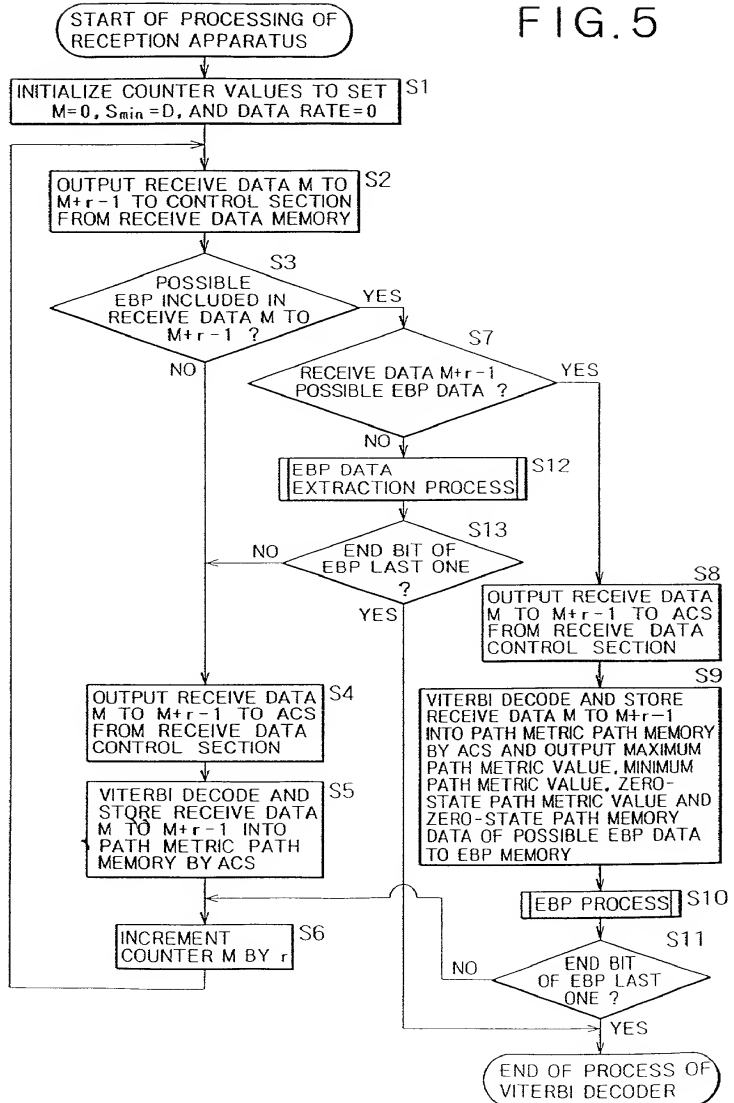 FIG.5
START OF PROCESSING OF
RECEPTION APPARATUS
S1
INITIALIZE COUNTER VALUES TO SET
M=0, Smin=D, AND DATA RATE=0
S2
OUTPUT RECEIVE DATA M TO
M+r-1 TO CONTROL SECTION
FROM RECEIVE DATA MEMORY
S3
POSSIBLE
EBP INCLUDED IN
RECEIVE DATA M TO
M+r-1 ?
YES
NO
S7
RECEIVE DATA M+r-1
POSSIBLE EBP DATA ?
YES
NO
S12
EBP DATA
EXTRACTION PROCESS
S13
END BIT OF
EBP LAST ONE
?
NO
YES
S8
OUTPUT RECEIVE DATA
M TO M+r-1 TO ACS
FROM RECEIVE DATA
CONTROL SECTION
S4
OUTPUT RECEIVE DATA
M TO M+r-1 TO ACS
FROM RECEIVE DATA
CONTROL SECTION
S9
VITERBI DECODE AND STORE
RECEIVE DATA M TO M+r-1
INTO PATH METRIC PATH MEMORY
BY ACS AND OUTPUT MAXIMUM
PATH METRIC VALUE, MINIMUM
PATH METRIC VALUE, ZERO-
STATE PATH METRIC VALUE AND
ZERO-STATE PATH MEMORY
DATA OF POSSIBLE EBP DATA
TO EBP MEMORY
S5
VITERBI DECODE AND
STORE RECEIVE DATA
M TO M+r-1 INTO
PATH METRIC PATH
MEMORY BY ACS
EBP PROCESS
S10
S6
INCREMENT
COUNTER M BY r
S11
END BIT
OF EBP LAST
ONE ?
NO
YES
END OF PROCESS OF
VITERBI DECODER